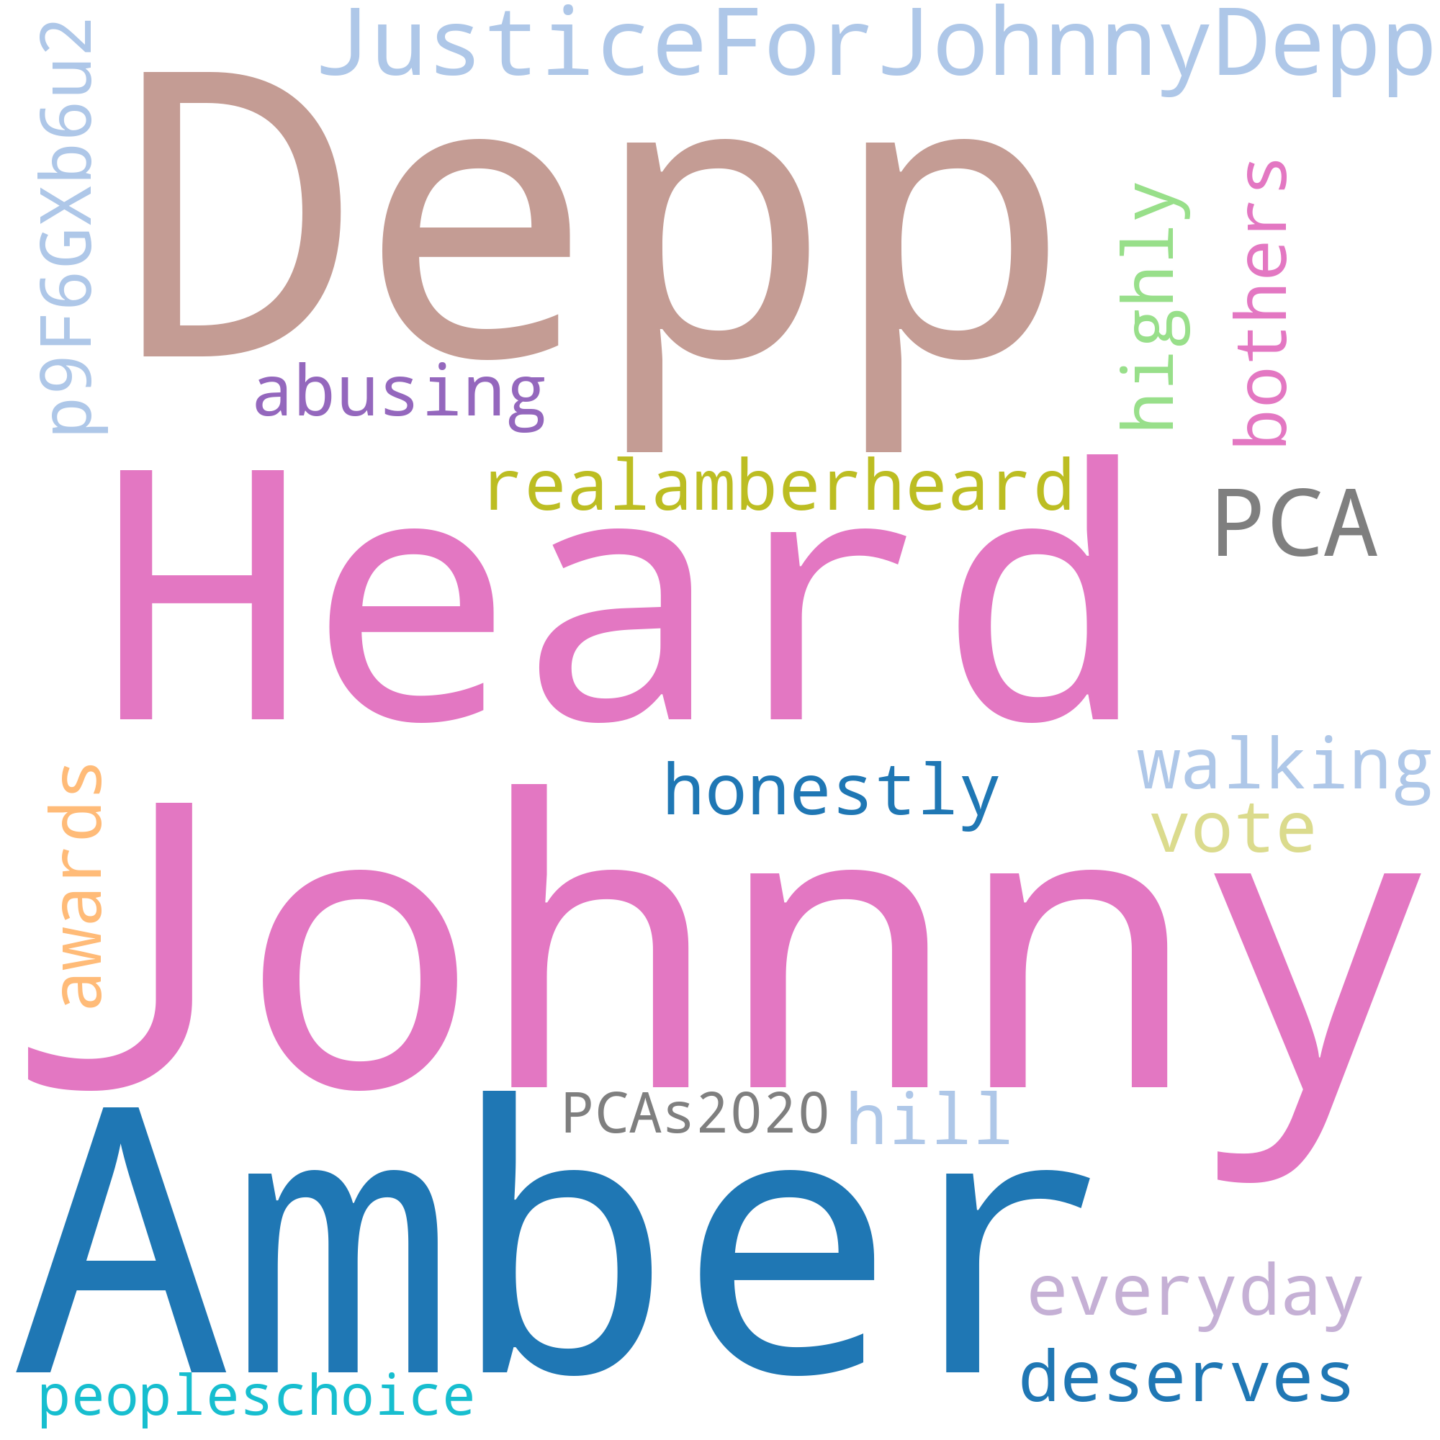 JusticeForJohnnyDepp
p9F6GXb6u2
Depp
highly
bothers
abusing
realamberheard
PCA
Heard
honestly
walking
vote
awards
Johnny
PCAs2020
hill
Amber
everyday
deserves
peopleschoice